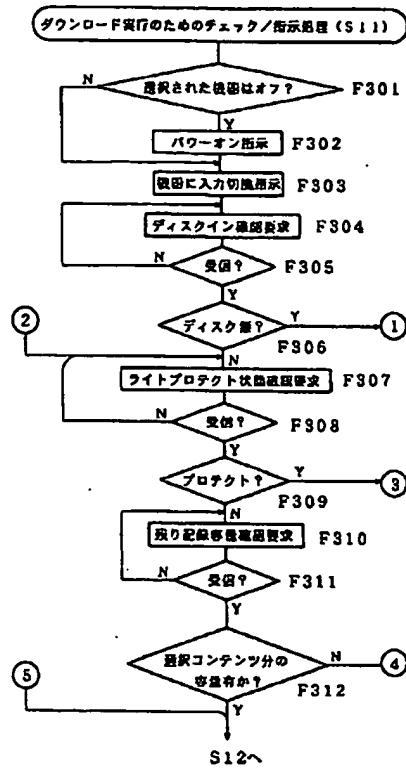 ダウンロード実行のためのチェック/指示処理(S11)
選択された機器はオフ?
N
F301
Y
パワーオン指示
F302
機器に入力切換指示
F303
ディスクイン確認要求
F304
N
受信?
F305
Y
②
ディスク無?
Y
①
F306
N
ライトプロテクト状態確認要求
F307
N
受信?
F308
Y
プロテクト?
Y
③
F309
N
残り記録容量確認要求
F310
N
受信?
F311
Y
選択コンテンツ分の
容量有か?
N
④
F312
⑤
Y
S12へ